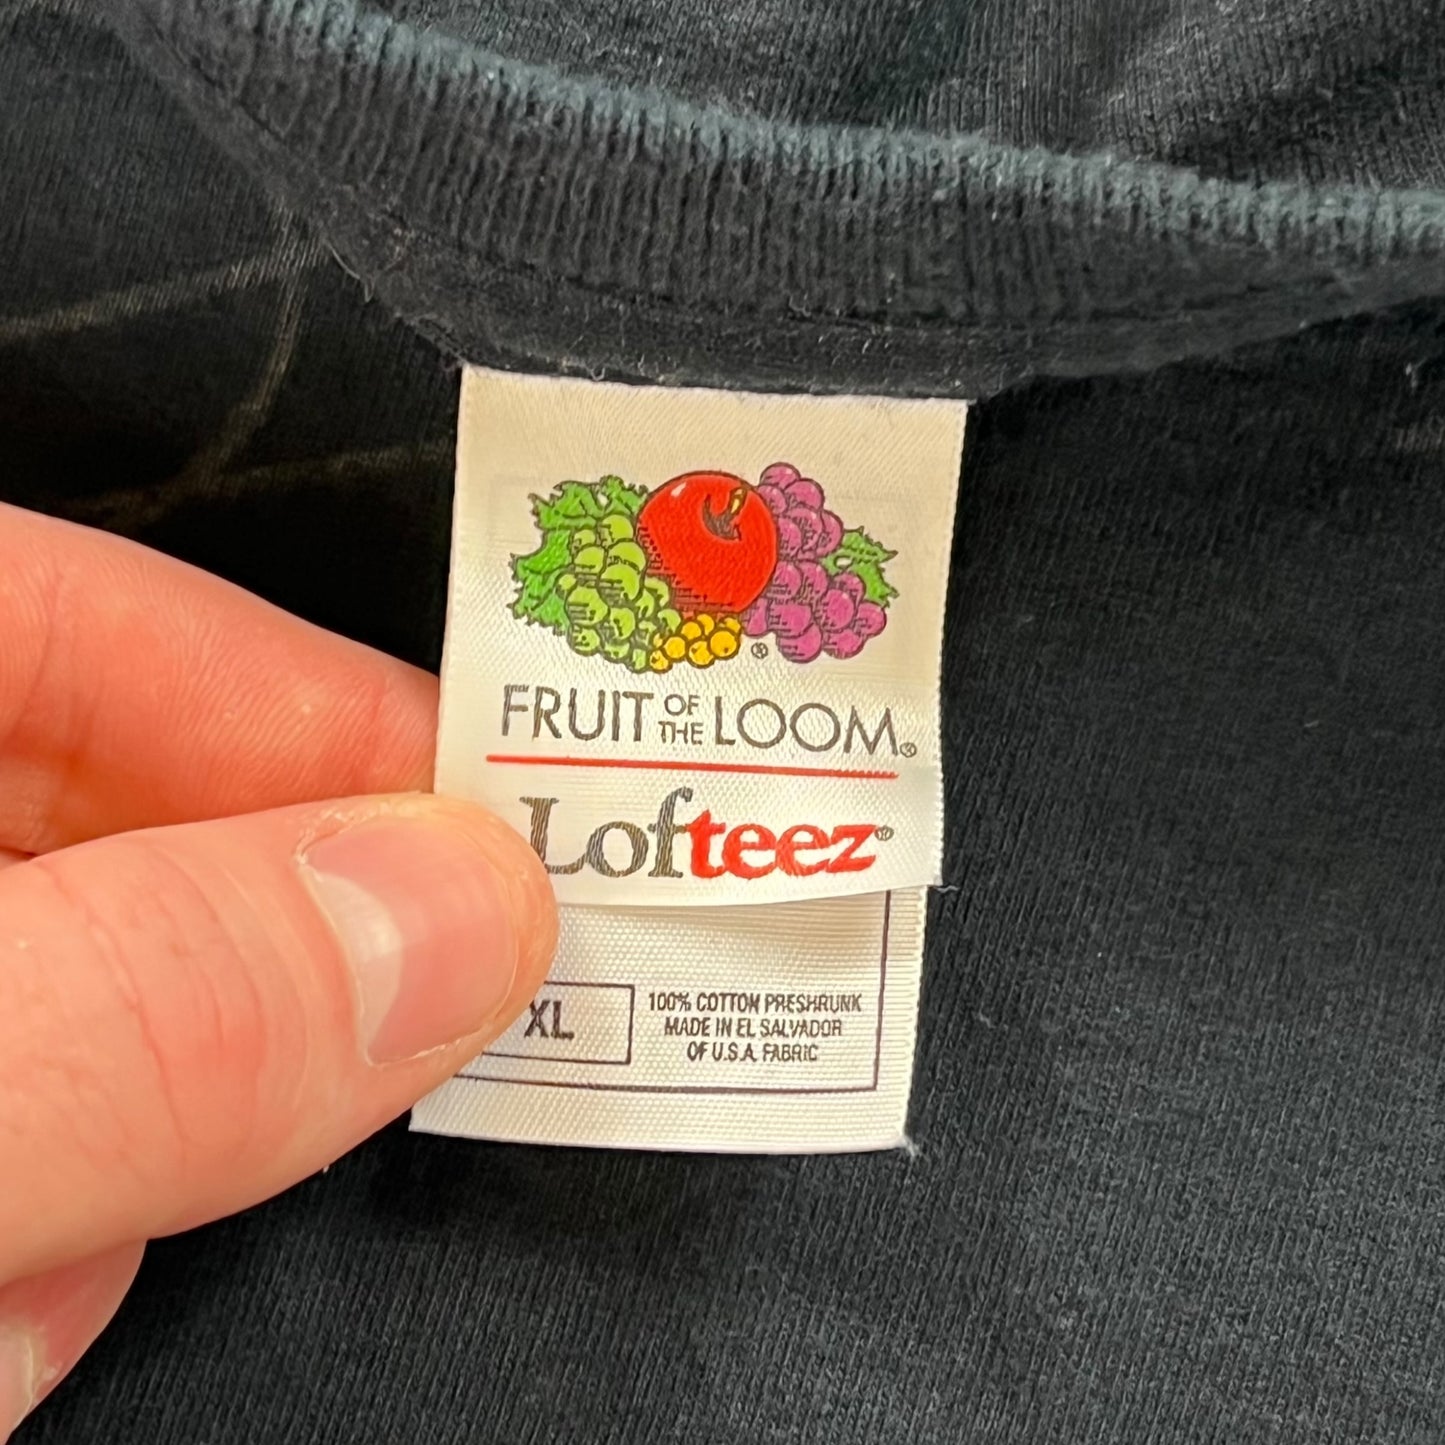 FRUIT OF THE LOOM®
Lofteez®
XL
100% COTTON PRESHRUNK
MADE IN EL SALVADOR
OF U.S.A. FABRIC